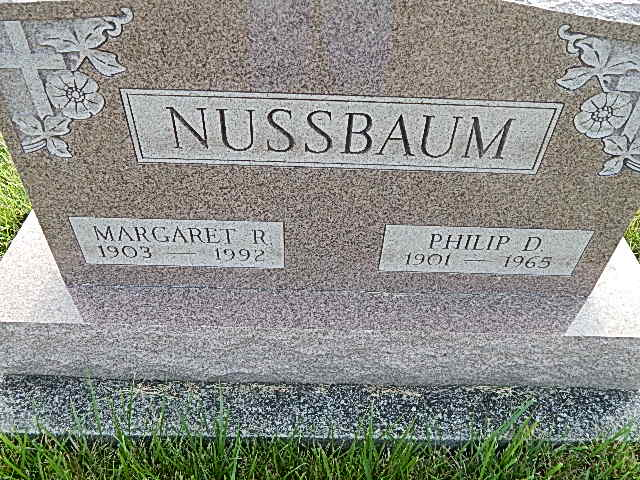 NUSSBAUM
MARGARET R.
1903 — 1992
PHILIP D.
1901 — 1965